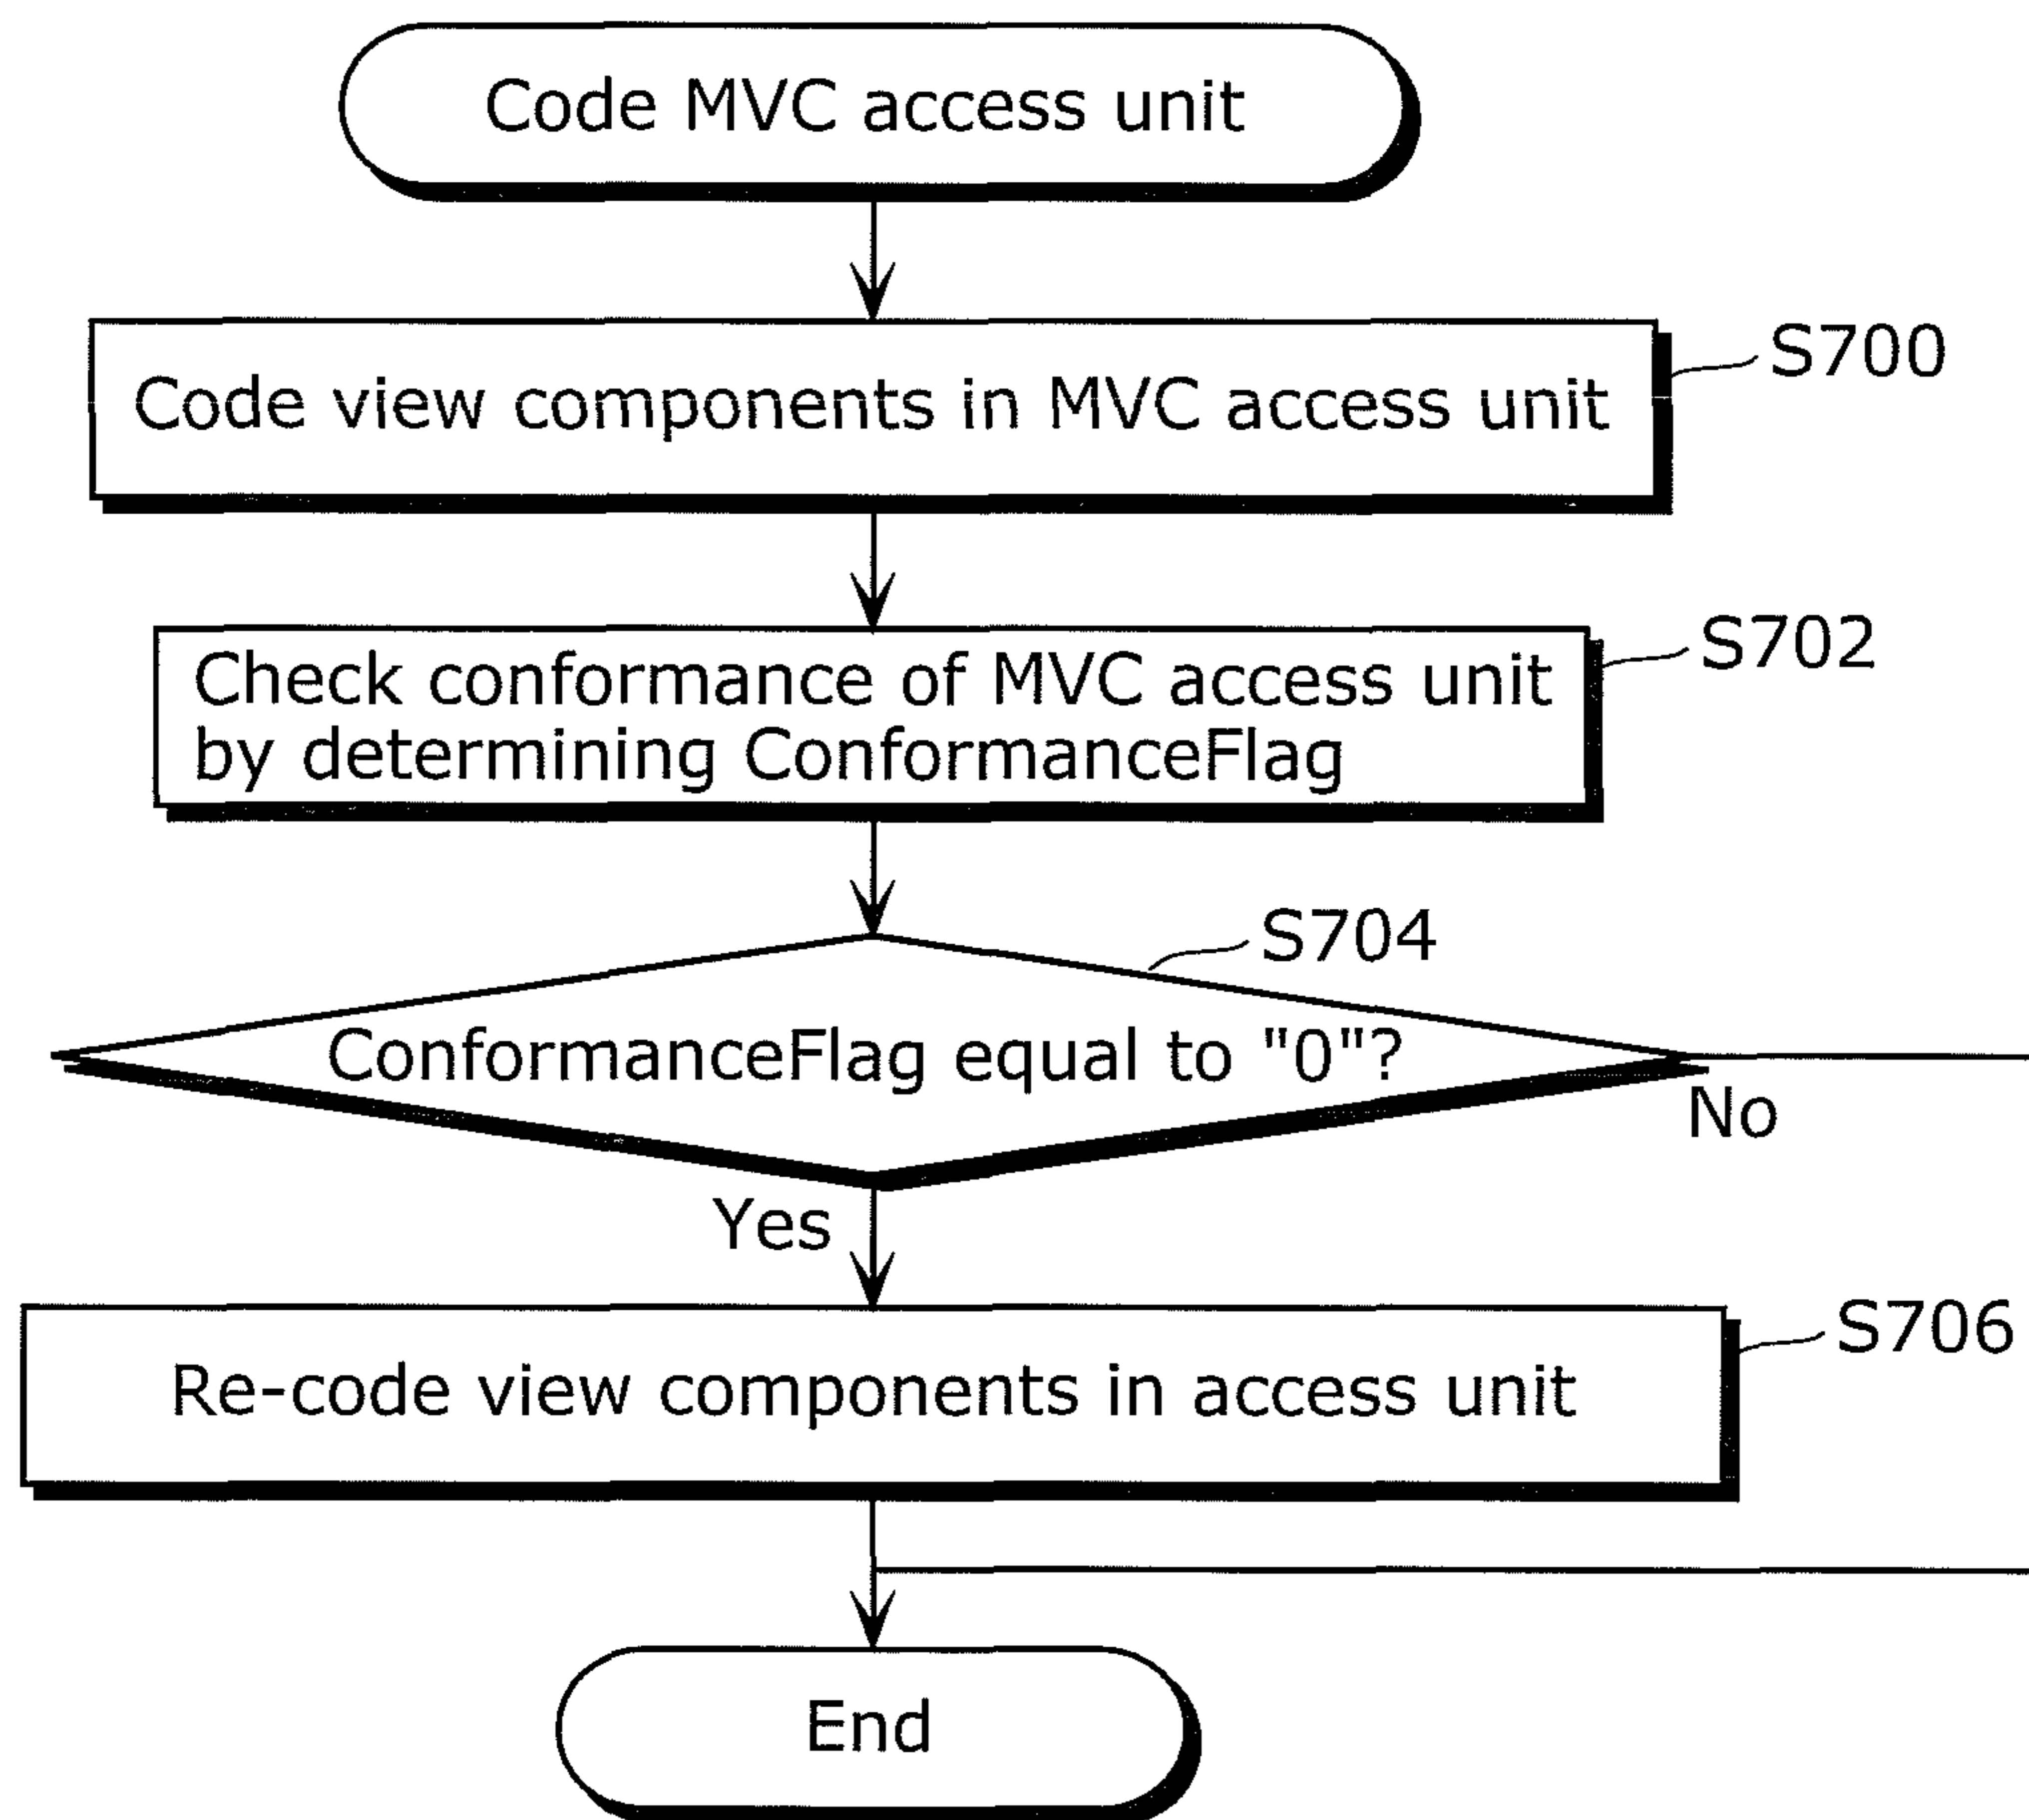 Code MVC access unit
Code view components in MVC access unit
S700
Check conformance of MVC access unit
by determining ConformanceFlag
S702
S704
ConformanceFlag equal to "0"?
No
Yes
Re-code view components in access unit
S706
End